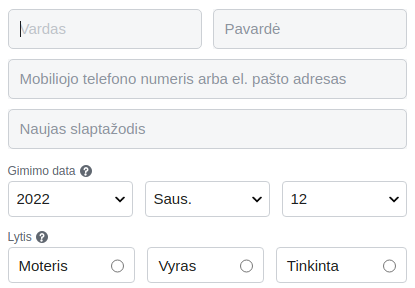 Vardas Pavardė
Mobiliojo telefono numeris arba el. pašto adresas
Naujas slaptažodis
Gimimo data ?
2022 Saus. 12
Lytis ?
Moteris Vyras Tinkinta